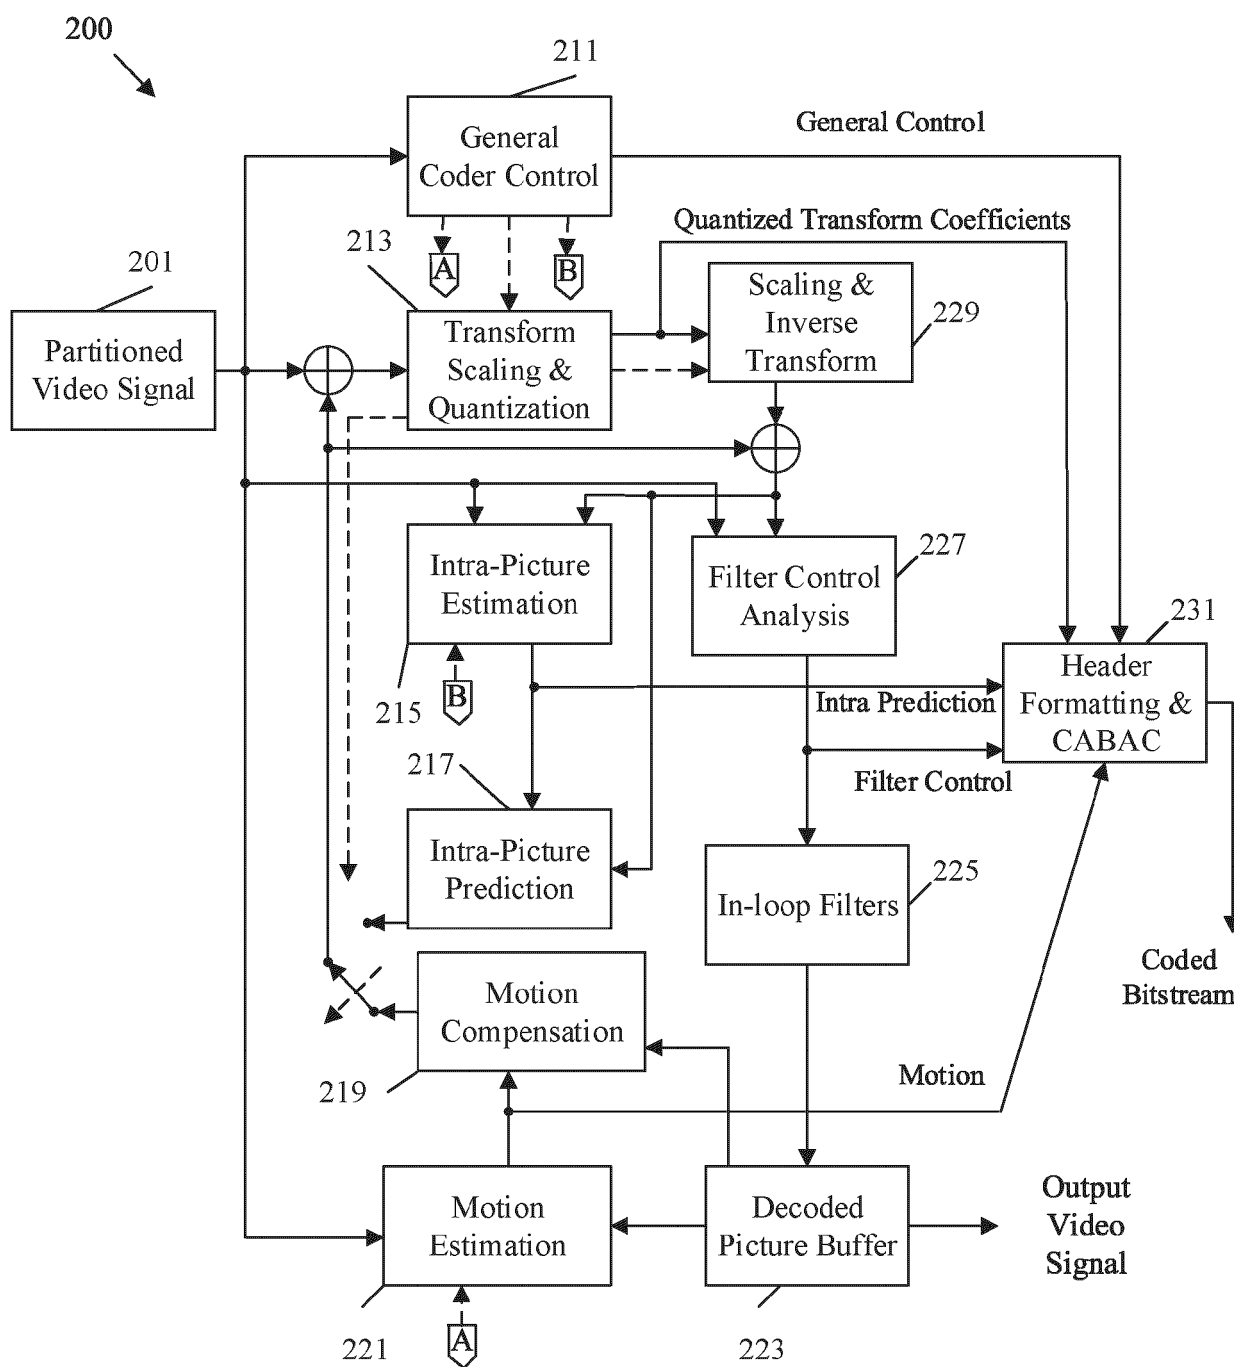 200
211
General
Coder Control
General Control
Quantized Transform Coefficients
A
B
213
201
Partitioned
Video Signal
Transform
Scaling &
Quantization
Scaling &
Inverse
Transform
229
Intra-Picture
Estimation
227
Filter Control
Analysis
231
Header
Formatting &
CABAC
215
B
Intra Prediction
217
Filter Control
Intra-Picture
Prediction
225
In-loop Filters
Coded
Bitstream
Motion
Compensation
219
Motion
Motion
Estimation
Decoded
Picture Buffer
Output
Video
Signal
221
A
223